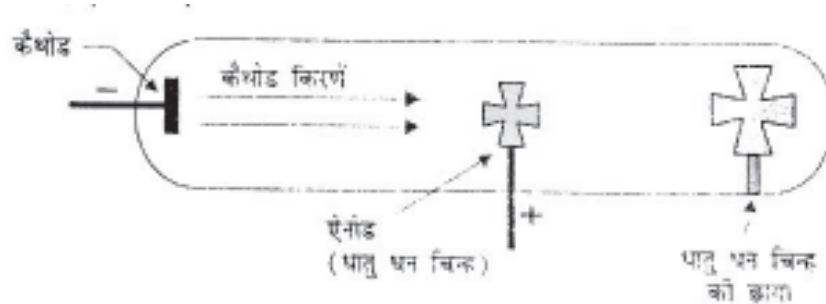 कैथोड
−
कैथोड किरणें
ऐनोड
(धातु धन चिन्ह)
+
धातु धन चिन्ह
की छाया